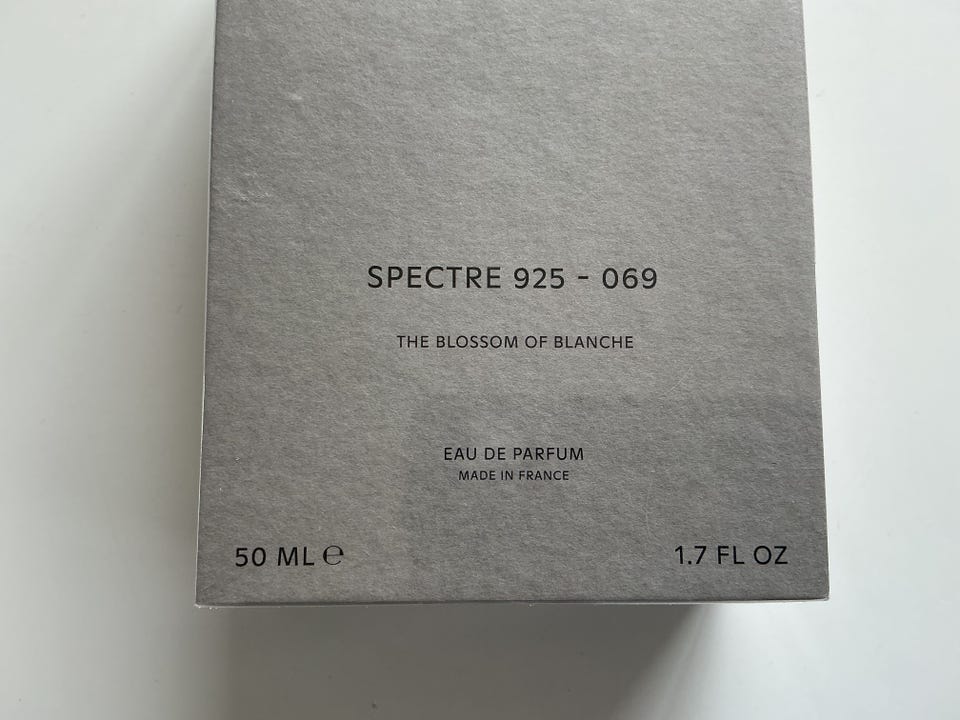 SPECTRE 925 - 069
THE BLOSSOM OF BLANCHE
EAU DE PARFUM
MADE IN FRANCE
50 ML ℮
1.7 FL OZ